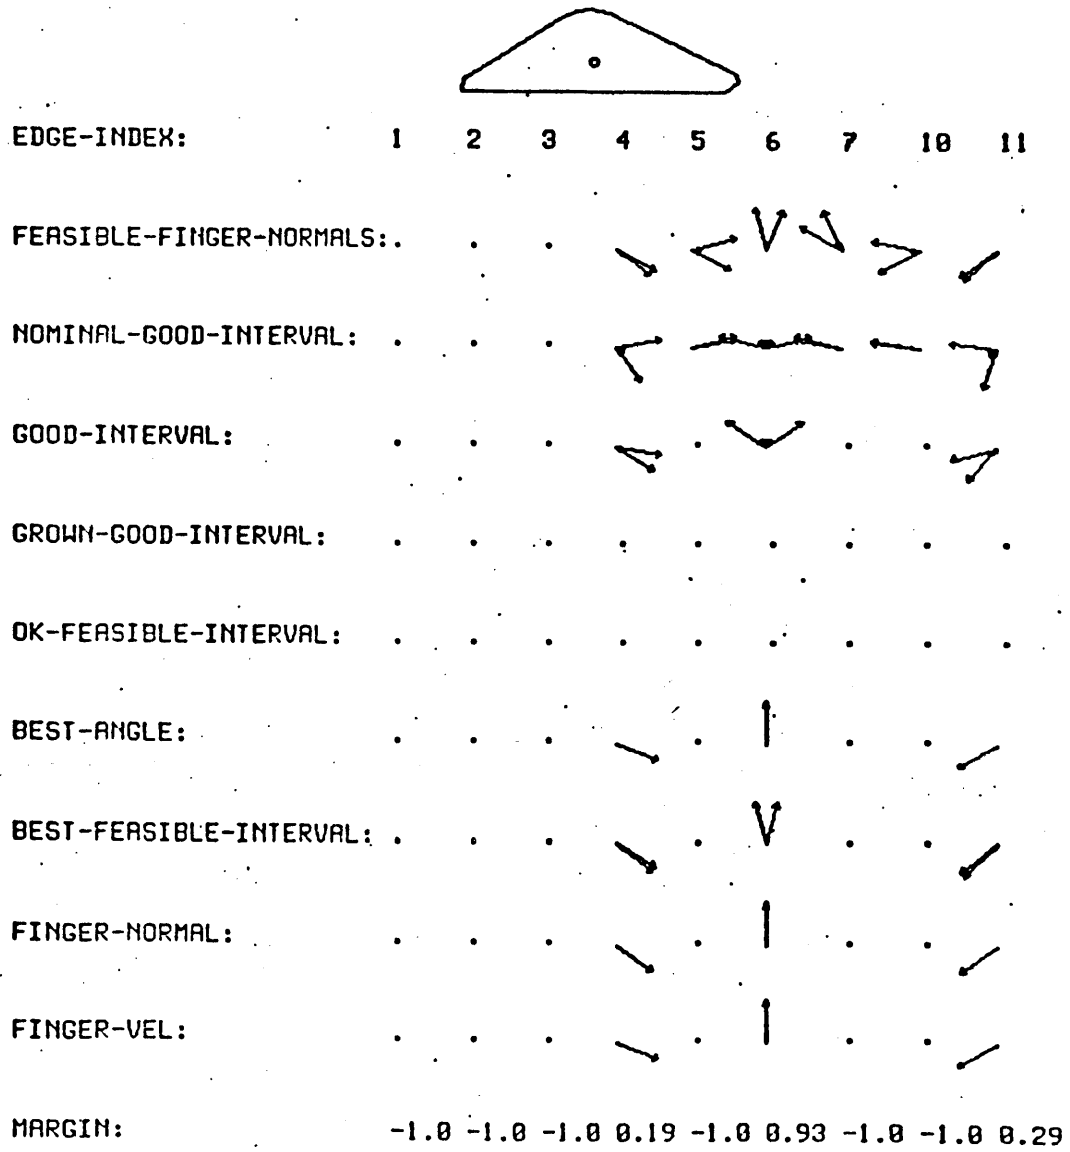 EDGE-INDEX: 1 2 3 4 5 6 7 10 11
FEASIBLE-FINGER-NORMALS:
NOMINAL-GOOD-INTERVAL:
GOOD-INTERVAL:
GROWN-GOOD-INTERVAL:
OK-FEASIBLE-INTERVAL:
BEST-ANGLE:
BEST-FEASIBLE-INTERVAL:
FINGER-NORMAL:
FINGER-VEL:
MARGIN: -1.0 -1.0 -1.0 0.19 -1.0 0.93 -1.0 -1.0 0.29